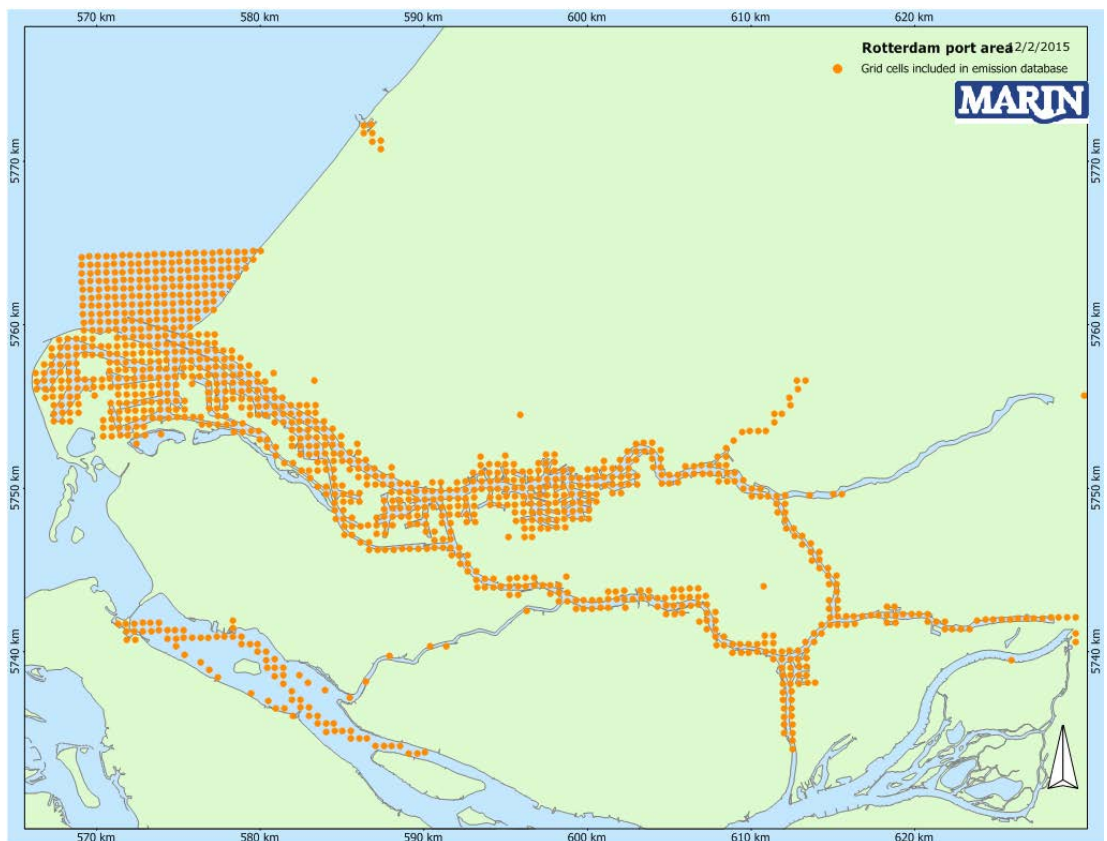 570 km 580 km 590 km 600 km 610 km 620 km
Rotterdam port area 12/2/2015
Grid cells included in emission database
MARIN
5770 km 5770 km
5760 km 5760 km
5750 km 5750 km
5740 km 5740 km
570 km 580 km 590 km 600 km 610 km 620 km